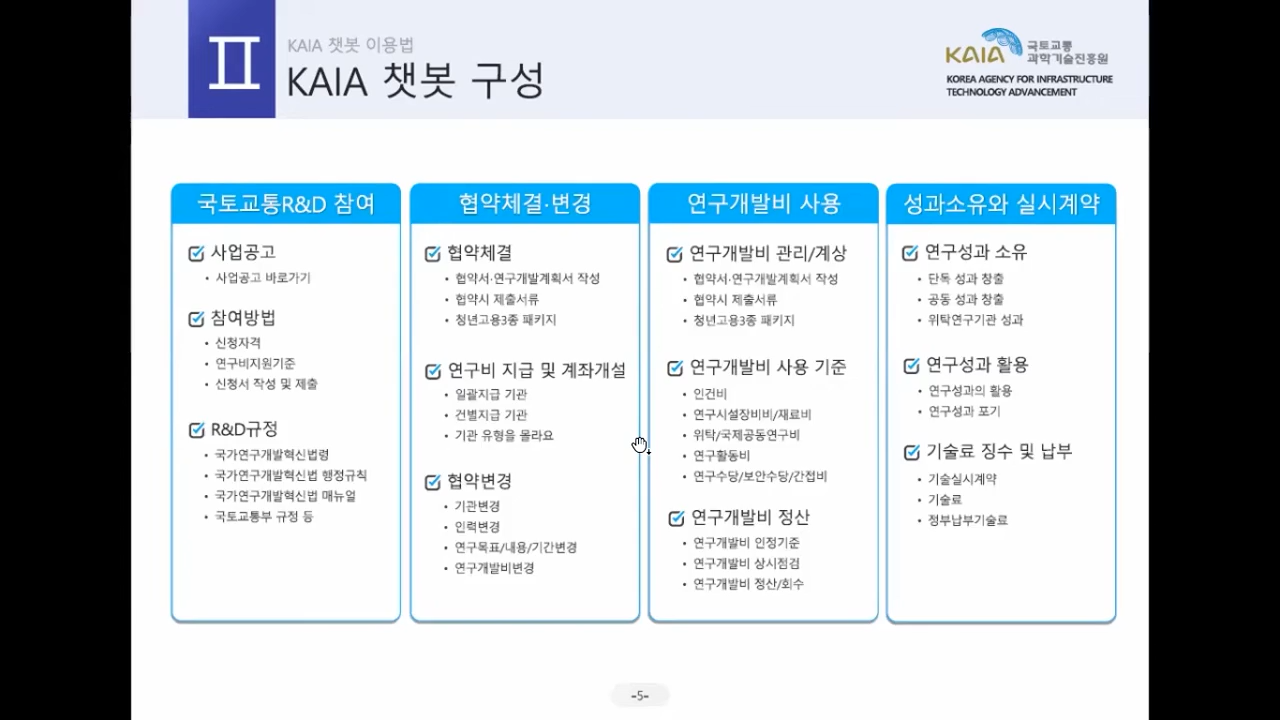 II
KAIA 챗봇 이용법
KAIA 챗봇 구성
KAIA 국토교통
과학기술진흥원
KOREA AGENCY FOR INFRASTRUCTURE
TECHNOLOGY ADVANCEMENT
국토교통R&D 참여
사업공고
• 사업공고 바로가기
참여방법
• 신청자격
• 연구비지원기준
• 신청서 작성 및 제출
R&D규정
• 국가연구개발혁신법령
• 국가연구개발혁신법 행정규칙
• 국가연구개발혁신법 매뉴얼
• 국토교통부 규정 등
협약체결·변경
협약체결
• 협약서·연구개발계획서 작성
• 협약시 제출서류
• 청년고용3종 패키지
연구비 지급 및 계좌개설
• 일괄지급 기관
• 건별지급 기관
• 기관 유형을 몰라요
협약변경
• 기관변경
• 인력변경
• 연구목표/내용/기간변경
• 연구개발비변경
연구개발비 사용
연구개발비 관리/계상
• 협약서·연구개발계획서 작성
• 협약시 제출서류
• 청년고용3종 패키지
연구개발비 사용 기준
• 인건비
• 연구시설장비비/재료비
• 위탁/국제공동연구비
• 연구활동비
• 연구수당/보안수당/간접비
연구개발비 정산
• 연구개발비 인정기준
• 연구개발비 상시점검
• 연구개발비 정산/회수
성과소유와 실시계약
연구성과 소유
• 단독 성과 창출
• 공동 성과 창출
• 위탁연구기관 성과
연구성과 활용
• 연구성과의 활용
• 연구성과 포기
기술료 징수 및 납부
• 기술실시계약
• 기술료
• 정부납부기술료
-5-